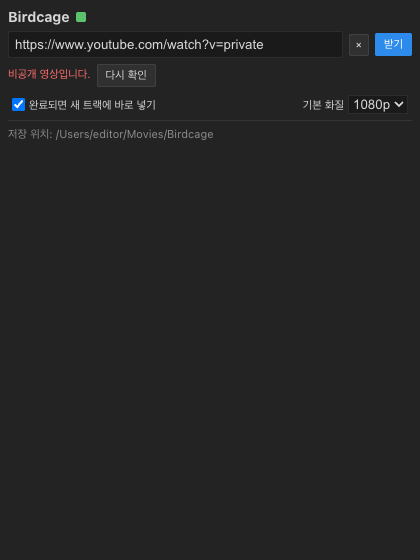 Birdcage
https://www.youtube.com/watch?v=private × 받기
비공개 영상입니다. 다시 확인
완료되면 새 트랙에 바로 넣기 기본 화질 1080p
저장 위치: /Users/editor/Movies/Birdcage